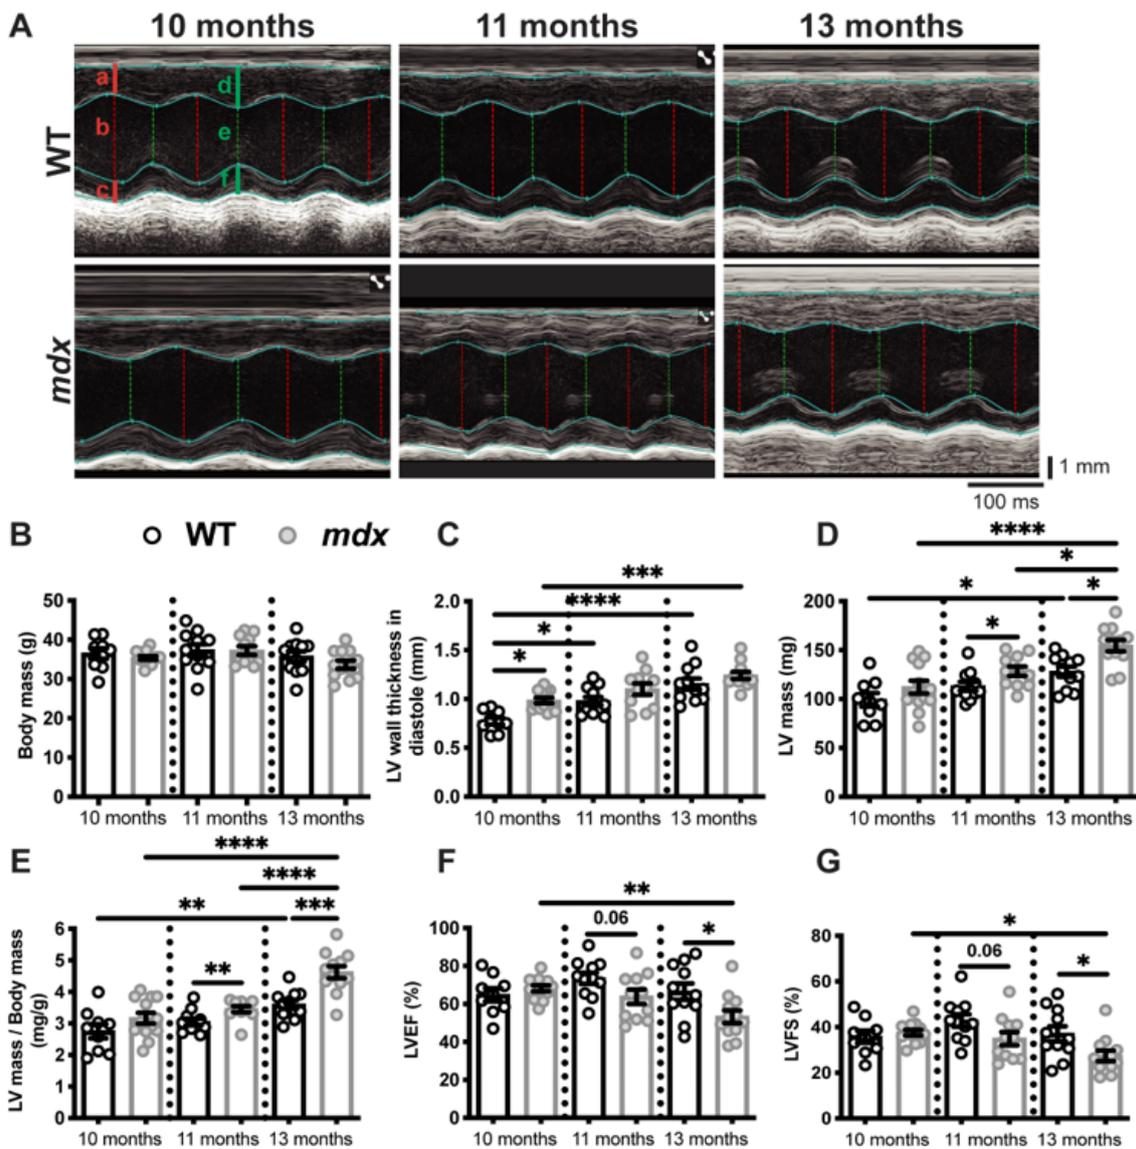 A
10 months 11 months 13 months
WT
a
b
c
d
e
f
mdx
1 mm
100 ms
B
WT mdx
Body mass (g)
50
40
30
20
10
0
10 months 11 months 13 months
C
***
****
*
*
LV wall thickness in
diastole (mm)
2.0
1.5
1.0
0.5
0.0
10 months 11 months 13 months
D
****
*
* *
*
LV mass (mg)
200
150
100
50
0
10 months 11 months 13 months
E
****
****
** ***
**
LV mass / Body mass
(mg/g)
6
5
4
3
2
1
0
10 months 11 months 13 months
F
**
0.06
*
LVEF (%)
100
80
60
40
20
0
10 months 11 months 13 months
G
*
0.06
*
LVFS (%)
80
60
40
20
0
10 months 11 months 13 months